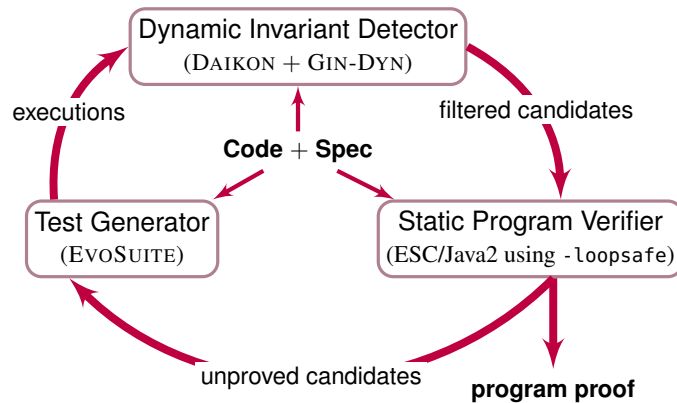 Dynamic Invariant Detector
(DAIKON + GIN-DYN)
executions
filtered candidates
Code + Spec
Test Generator
(EVOSUITE)
Static Program Verifier
(ESC/Java2 using -loopsafe)
unproved candidates
program proof